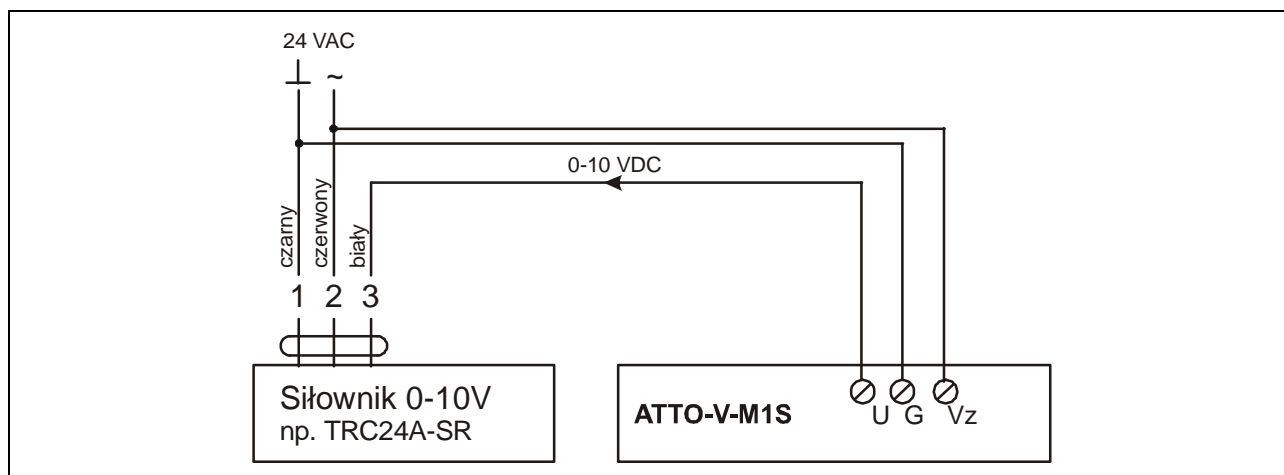 24 VAC
~
0-10 VDC
czarny
czerwony
biały
1 2 3
Siłownik 0-10V
np. TRC24A-SR
ATTO-V-M1S
U G Vz